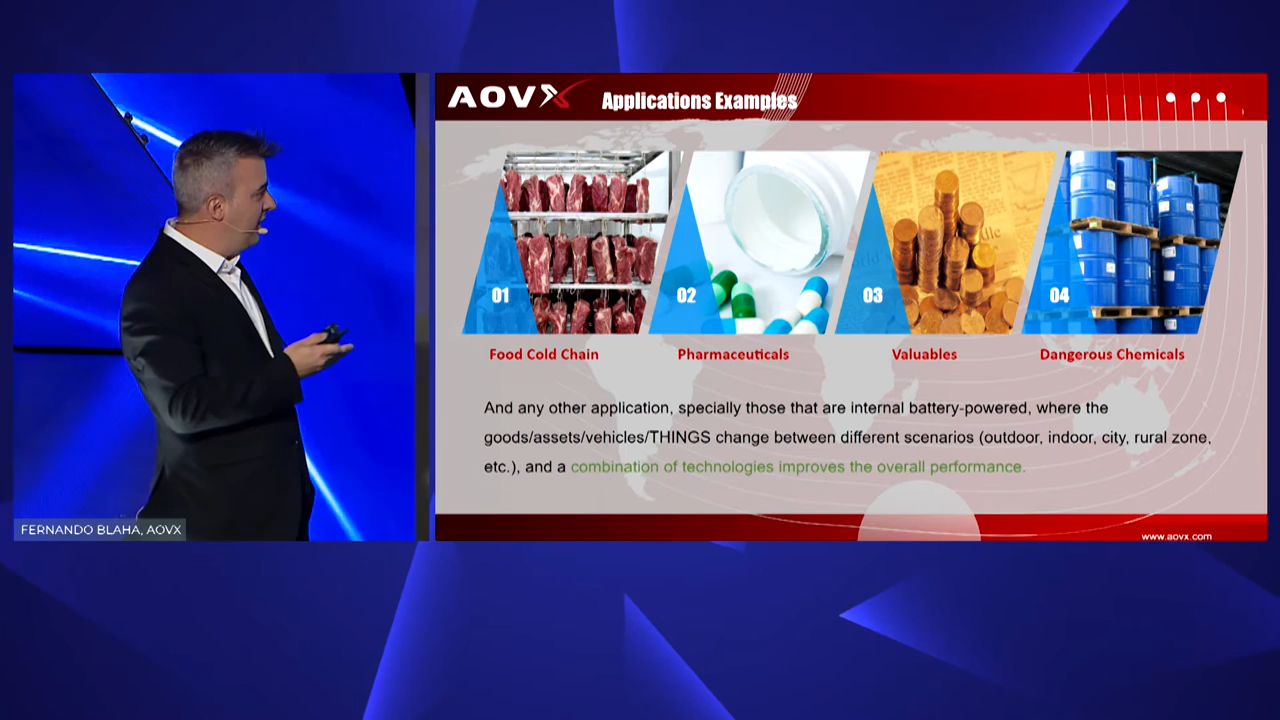 AOVX
Applications Examples
01
02
03
04
Food Cold Chain
Pharmaceuticals
Valuables
Dangerous Chemicals
And any other application, specially those that are internal battery-powered, where the
goods/assets/vehicles/THINGS change between different scenarios (outdoor, indoor, city, rural zone,
etc.), and a combination of technologies improves the overall performance.
FERNANDO BLAHA, AOVX
www.aovx.com